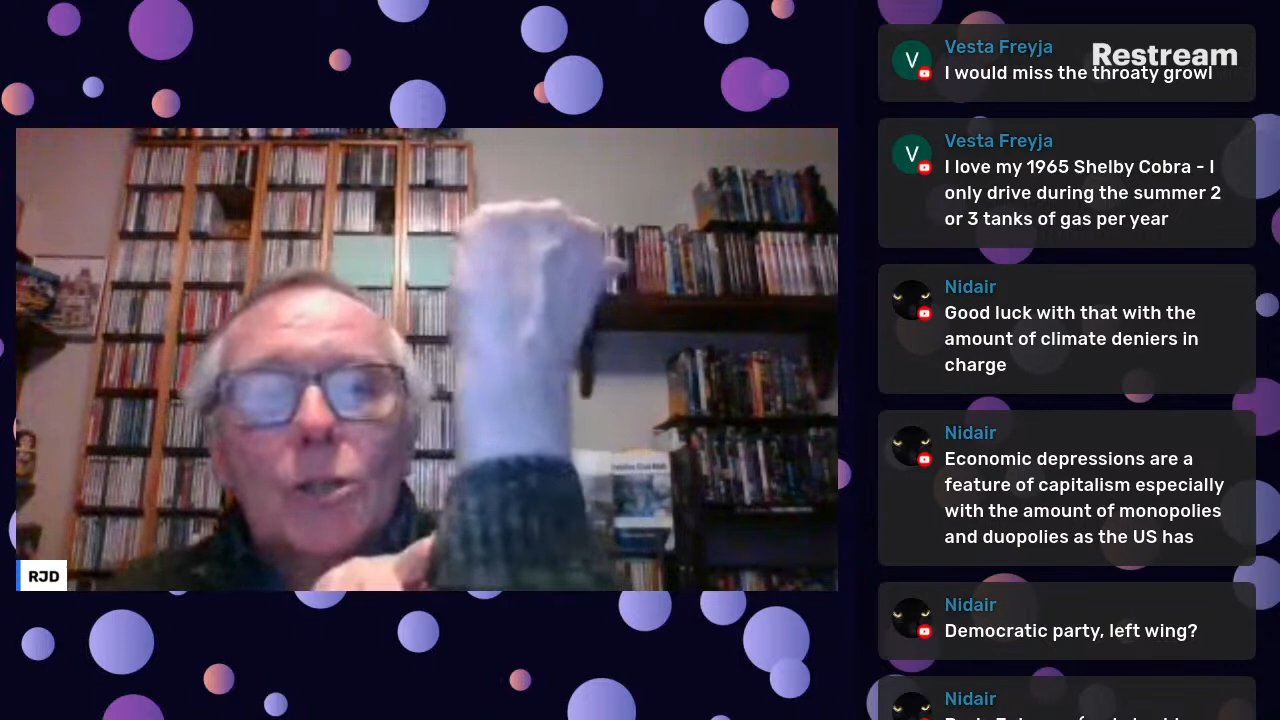 Restream
V
Vesta Freyja
I would miss the throaty growl
V
Vesta Freyja
I love my 1965 Shelby Cobra - I
only drive during the summer 2
or 3 tanks of gas per year
Nidair
Good luck with that with the
amount of climate deniers in
charge
Nidair
Economic depressions are a
feature of capitalism especially
with the amount of monopolies
and duopolies as the US has
Nidair
Democratic party, left wing?
Nidair
RJD